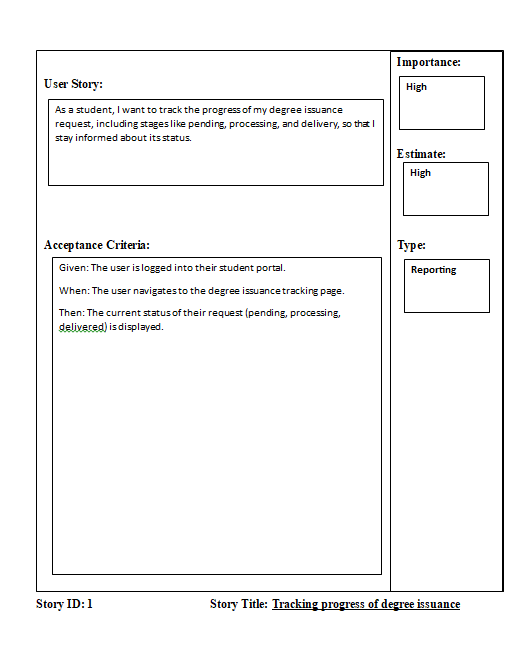 Importance:
High
User Story:
As a student, I want to track the progress of my degree issuance
request, including stages like pending, processing, and delivery, so that I
stay informed about its status.
Estimate:
High
Acceptance Criteria:
Given: The user is logged into their student portal.
When: The user navigates to the degree issuance tracking page.
Then: The current status of their request (pending, processing,
delivered) is displayed.
Type:
Reporting
Story ID: 1
Story Title: Tracking progress of degree issuance